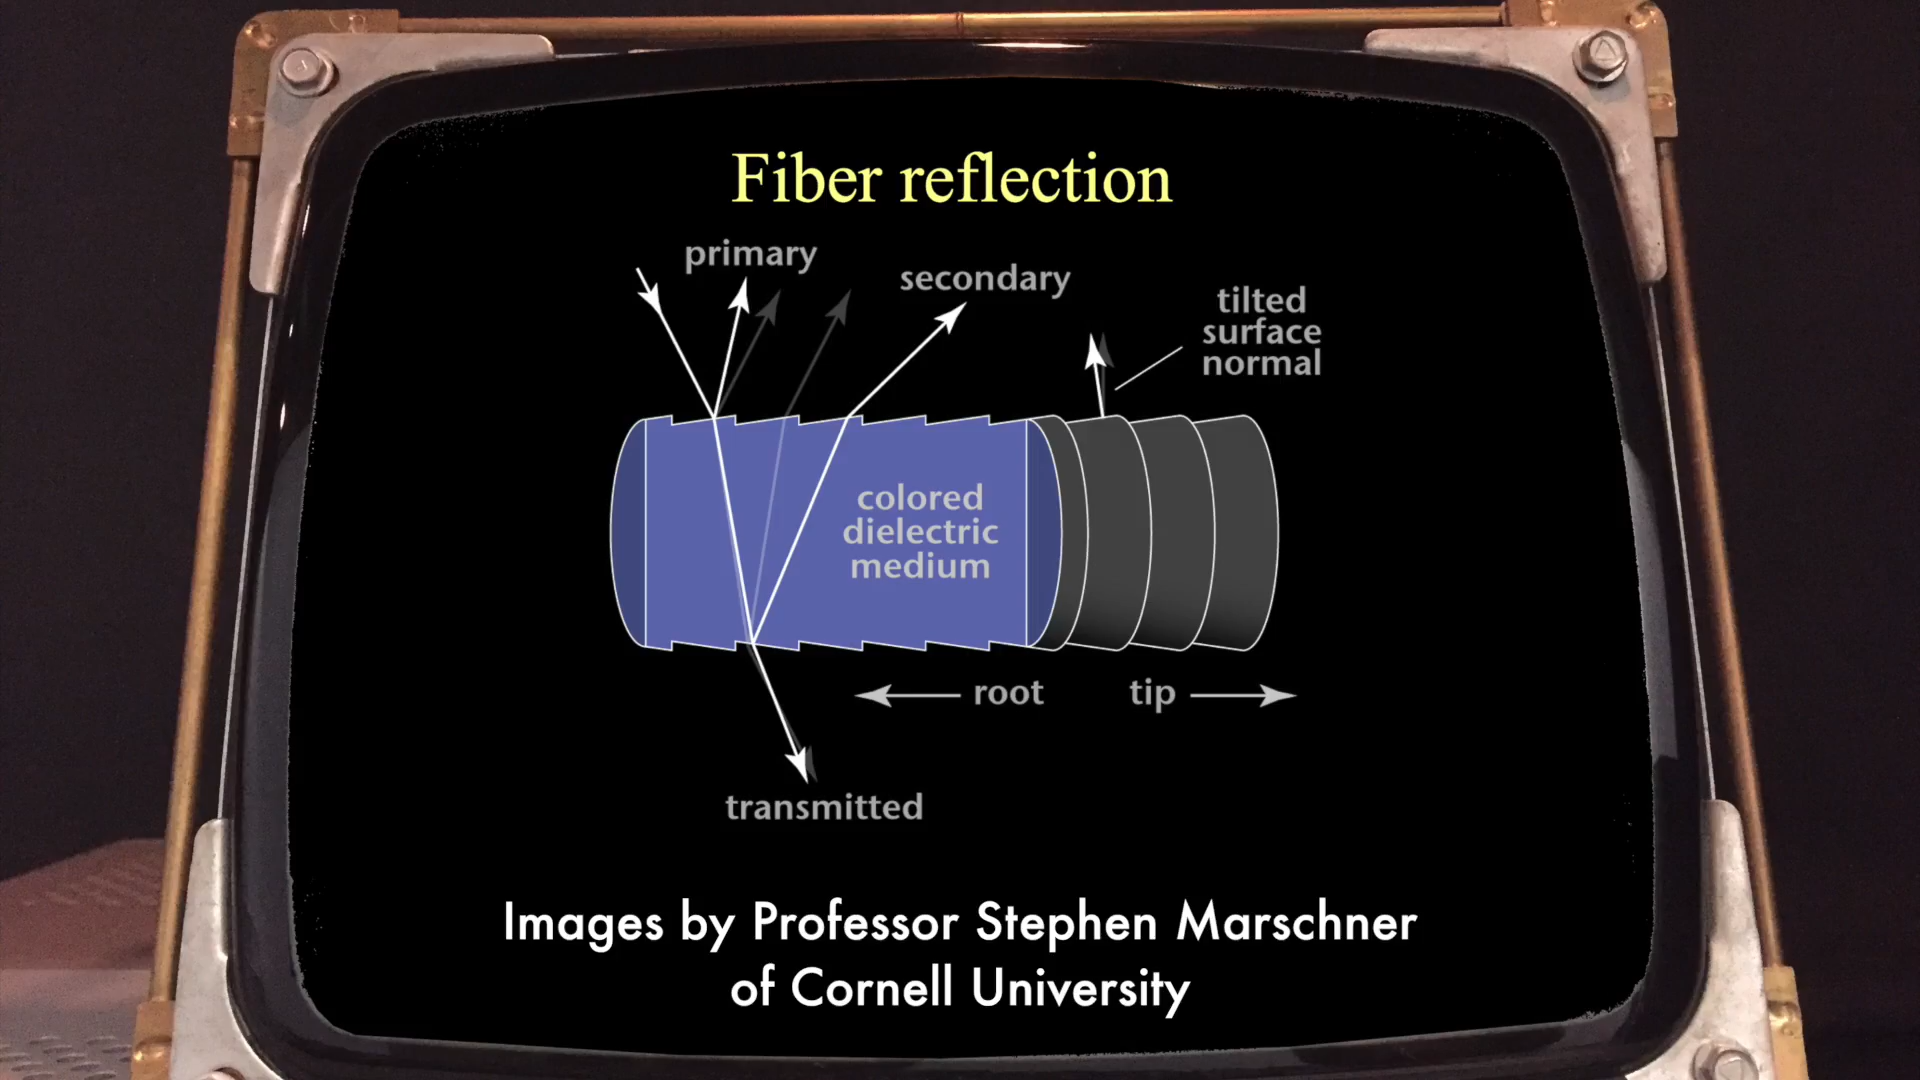 Fiber reflection
primary
secondary
tilted
surface
normal
colored
dielectric
medium
root
tip
transmitted
Images by Professor Stephen Marschner
of Cornell University